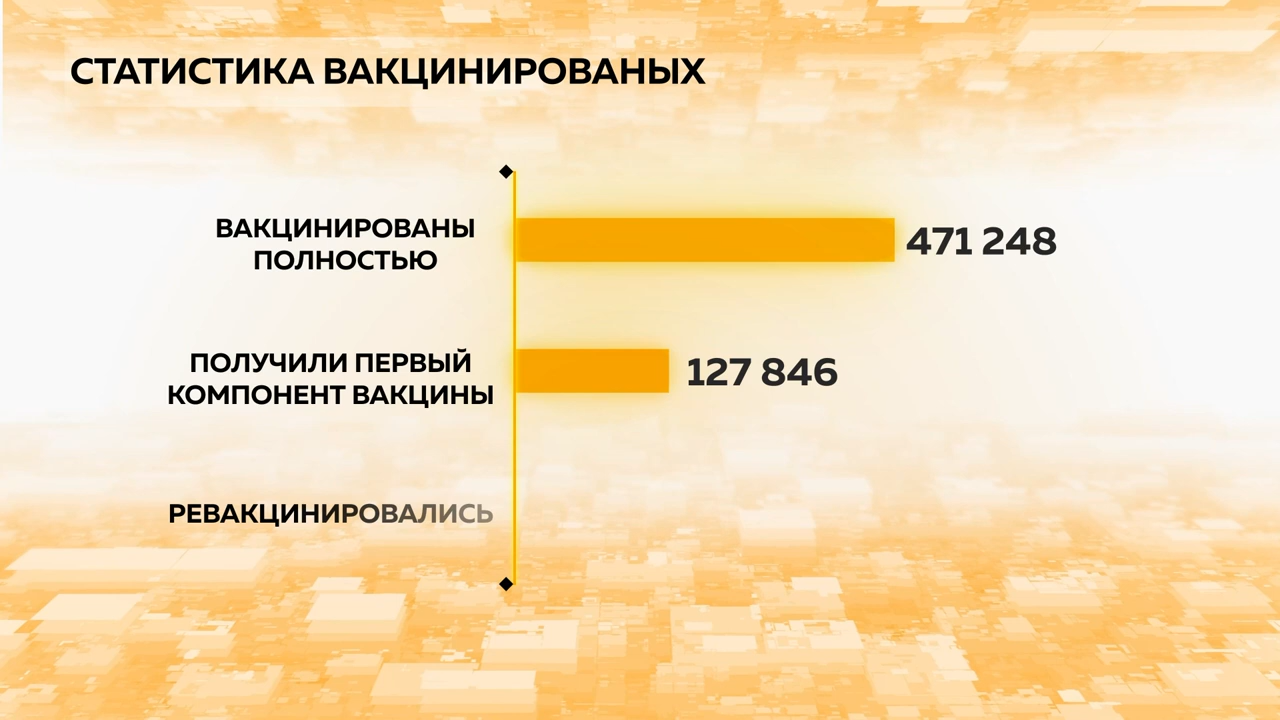 СТАТИСТИКА ВАКЦИНИРОВАНЫХ
ВАКЦИНИРОВАНЫ
ПОЛНОСТЬЮ
471 248
ПОЛУЧИЛИ ПЕРВЫЙ
КОМПОНЕНТ ВАКЦИНЫ
127 846
РЕВАКЦИНИРОВАЛИСЬ